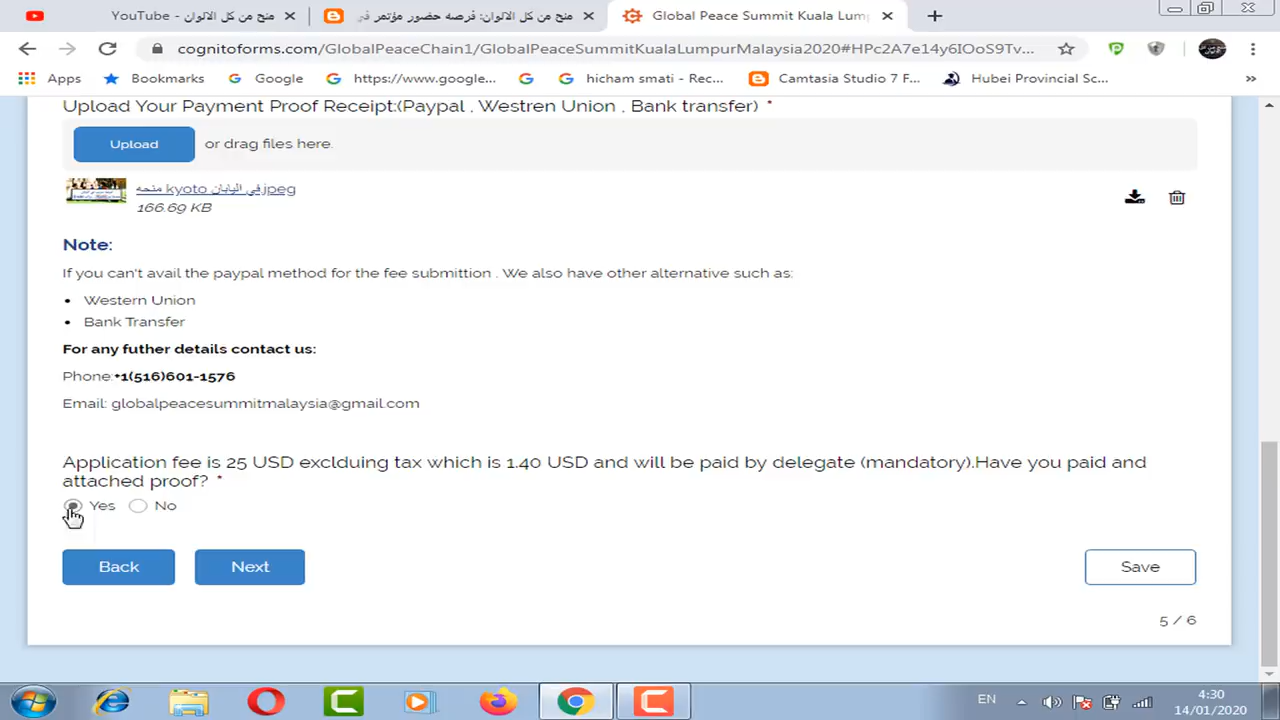 YouTube - منح من كل الالوان
منح من كل الالوان: فرصه حضور مؤتمر في
Global Peace Summit Kuala Lum
cognitoforms.com/GlobalPeaceChain1/GlobalPeaceSummitKualaLumpurMalaysia2020#HPc2A7e14y6IOoS9Tv...
Apps Bookmarks Google https://www.google... hicham smati - Rec... Camtasia Studio 7 F... Hubei Provincial Sc... »
Upload Your Payment Proof Receipt:(Paypal , Westren Union , Bank transfer) *
Upload or drag files here.
منحه kyoto في اليابان.jpeg
166.69 KB
Note:
If you can't avail the paypal method for the fee submittion . We also have other alternative such as:
• Western Union
• Bank Transfer
For any futher details contact us:
Phone:+1(516)601-1576
Email: globalpeacesummitmalaysia@gmail.com
Application fee is 25 USD exclduing tax which is 1.40 USD and will be paid by delegate (mandatory).Have you paid and
attached proof? *
Yes No
Back Next Save
5 / 6
EN 4:30
14/01/2020